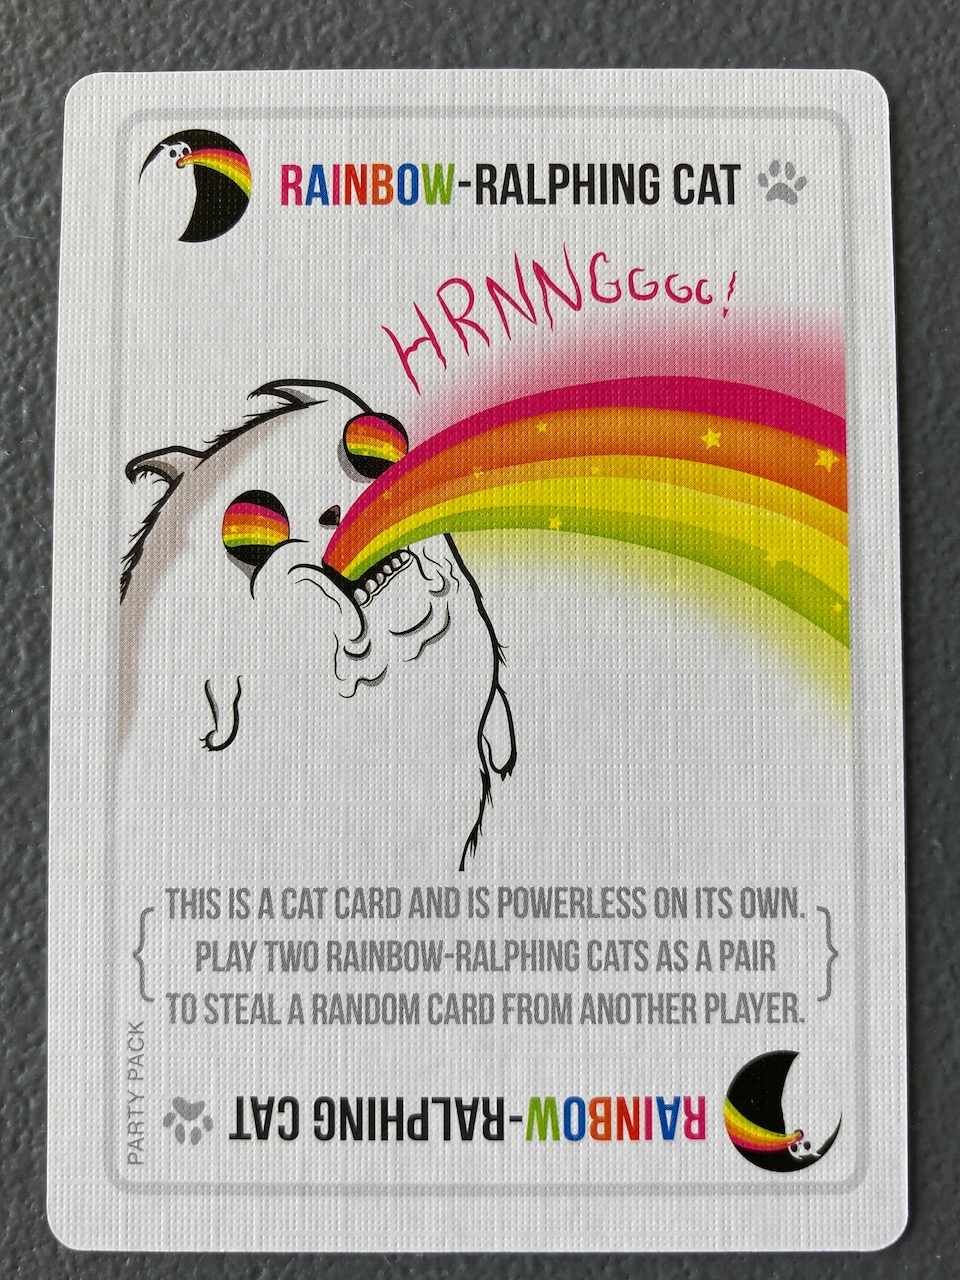 RAINBOW-RALPHING CAT
HRNNGGGG!
THIS IS A CAT CARD AND IS POWERLESS ON ITS OWN.
PLAY TWO RAINBOW-RALPHING CATS AS A PAIR
TO STEAL A RANDOM CARD FROM ANOTHER PLAYER.
PARTY PACK
RAINBOW-RALPHING CAT